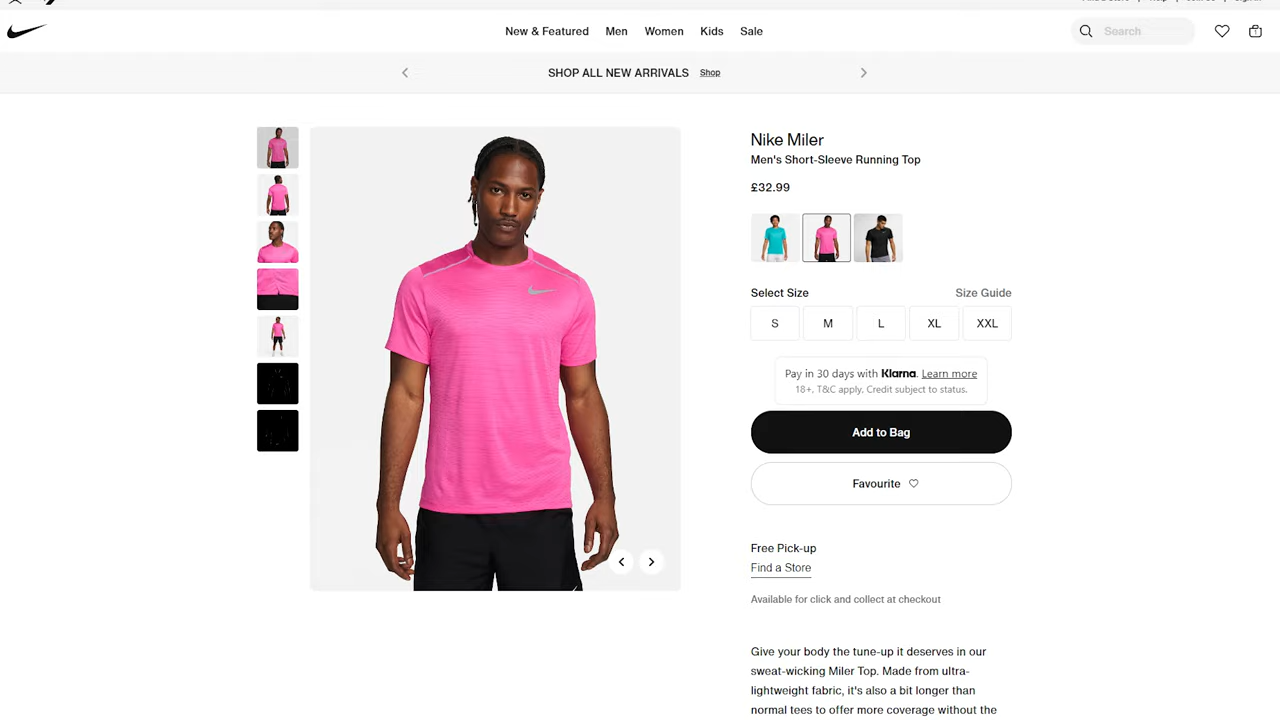 New & Featured Men Women Kids Sale
Search
SHOP ALL NEW ARRIVALS Shop
Nike Miler
Men's Short-Sleeve Running Top
£32.99
Select Size Size Guide
S M L XL XXL
Pay in 30 days with Klarna. Learn more
18+, T&C apply. Credit subject to status.
Add to Bag
Favourite
Free Pick-up
Find a Store
Available for click and collect at checkout
Give your body the tune-up it deserves in our
sweat-wicking Miler Top. Made from ultra-
lightweight fabric, it's also a bit longer than
normal tees to offer more coverage without the